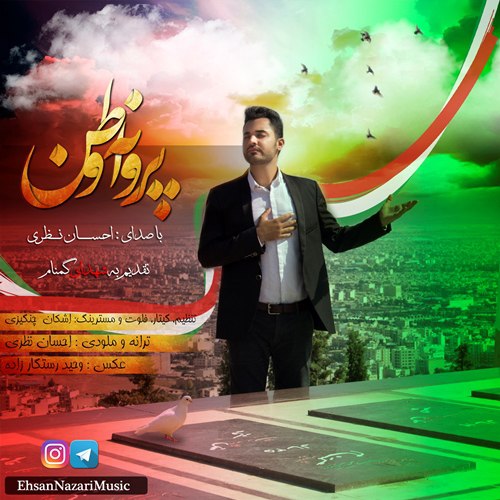 پروانه وطن
با صدای : احسان نظری
تقدیم به شهدای گمنام
تنظیم، گیتار، فلوت و مسترینگ: اشکان چنگیزی
ترانه و ملودی : احسان نظری
عکس : وحید رستگار زاده
EhsanNazariMusic